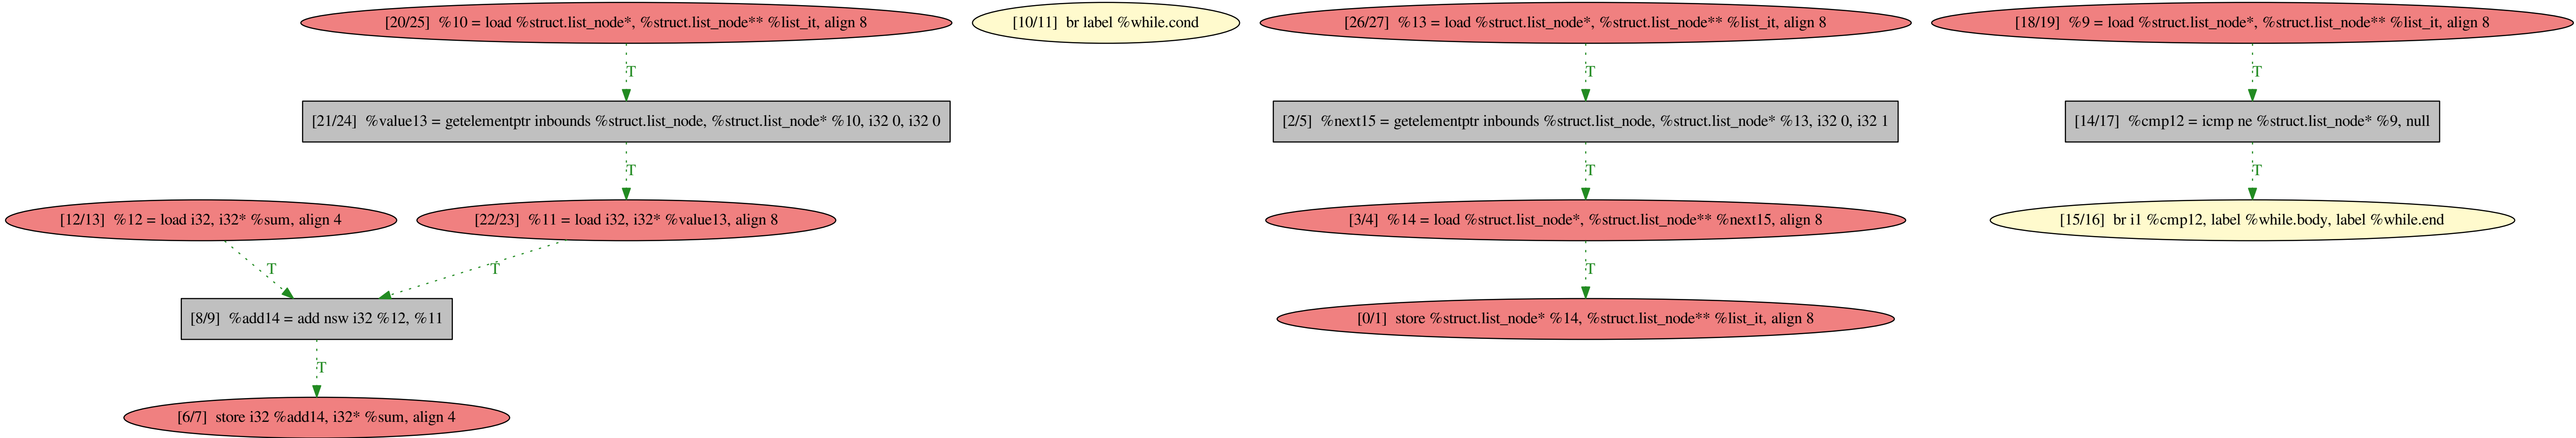 [20/25]  %10 = load %struct.list_node*, %struct.list_node** %list_it, align 8
[10/11]  br label %while.cond
[26/27]  %13 = load %struct.list_node*, %struct.list_node** %list_it, align 8
[18/19]  %9 = load %struct.list_node*, %struct.list_node** %list_it, align 8
T
T
T
[21/24]  %value13 = getelementptr inbounds %struct.list_node, %struct.list_node* %10, i32 0, i32 0
[2/5]  %next15 = getelementptr inbounds %struct.list_node, %struct.list_node* %13, i32 0, i32 1
[14/17]  %cmp12 = icmp ne %struct.list_node* %9, null
T
T
T
[12/13]  %12 = load i32, i32* %sum, align 4
[22/23]  %11 = load i32, i32* %value13, align 8
[3/4]  %14 = load %struct.list_node*, %struct.list_node** %next15, align 8
[15/16]  br i1 %cmp12, label %while.body, label %while.end
T
T
T
[8/9]  %add14 = add nsw i32 %12, %11
[0/1]  store %struct.list_node* %14, %struct.list_node** %list_it, align 8
T
[6/7]  store i32 %add14, i32* %sum, align 4